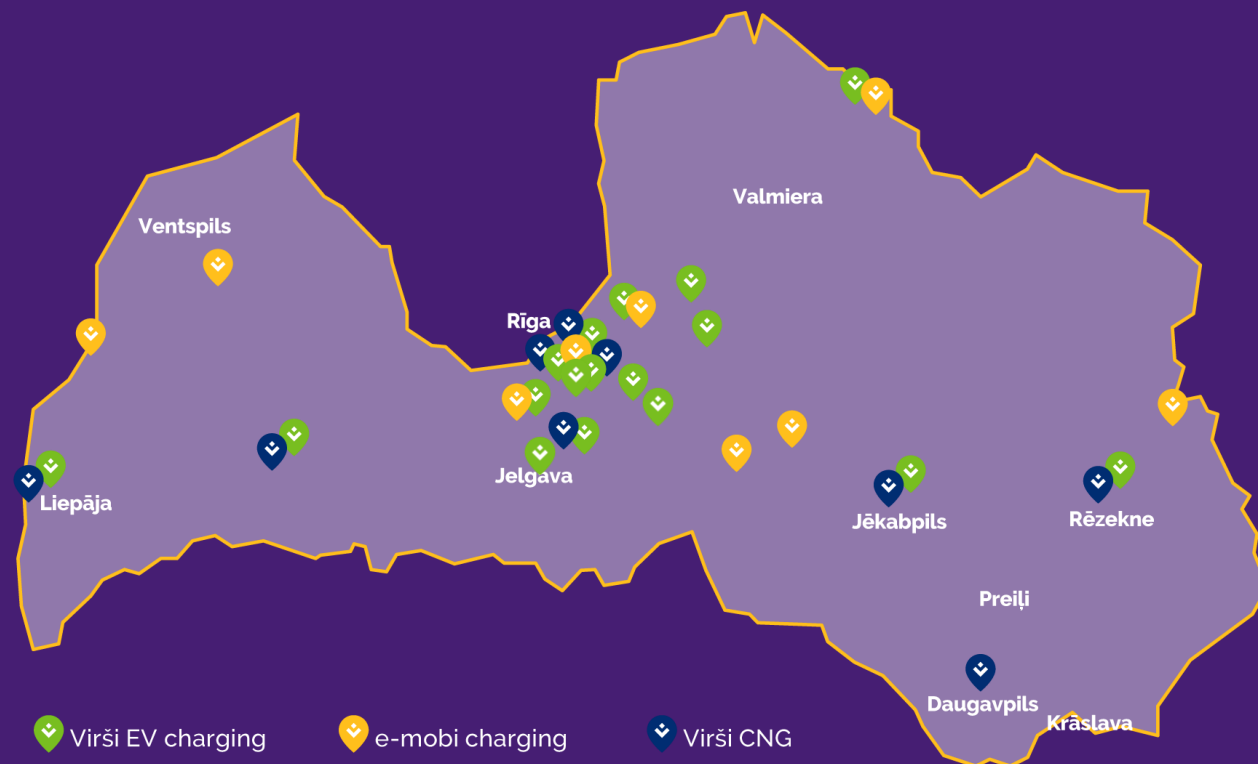 Valmiera
Ventspils
Rīga
Jelgava
Liepāja
Jēkabpils
Rēzekne
Preiļi
Daugavpils
Krāslava
Virši EV charging
e-mobi charging
Virši CNG